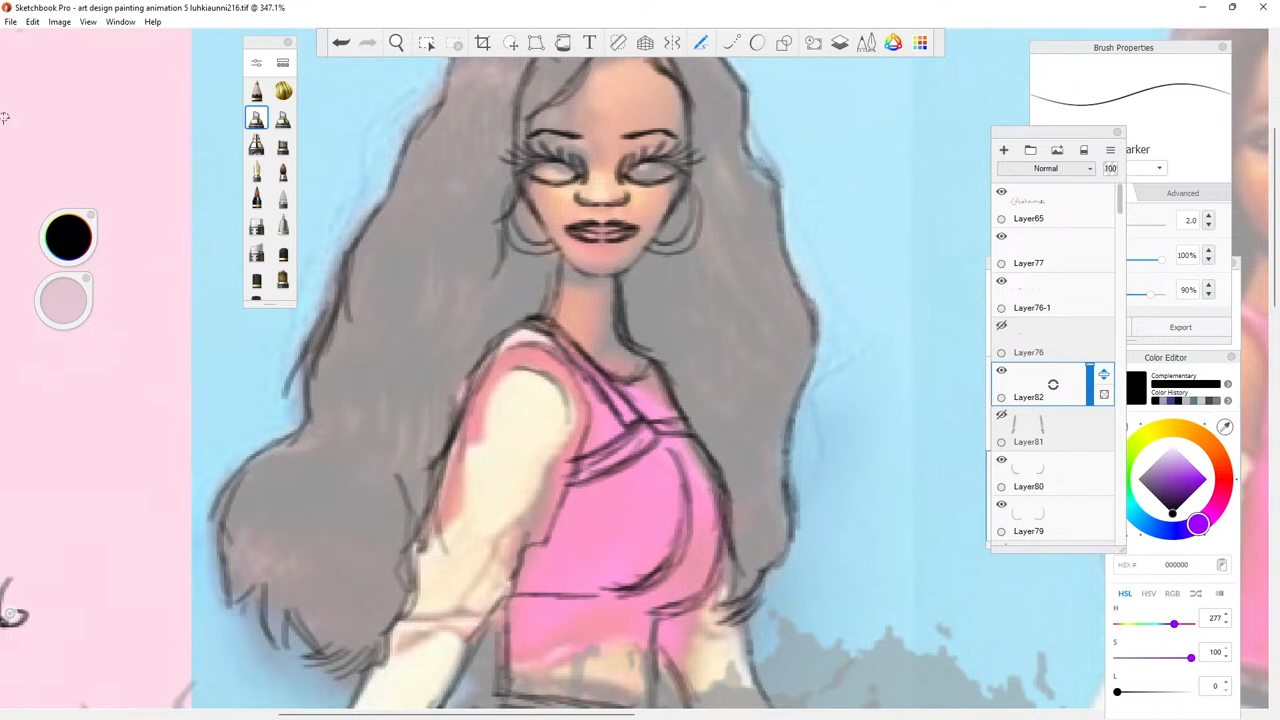 Sketchbook Pro - art design painting animation 5 luhkiaunni216.tif @ 347.1%
File Edit Image View Window Help
Brush Properties
arker
Advanced
2.0
100%
90%
Export
Normal
100
Layer65
Layer77
Layer76-1
Layer76
Layer82
Layer81
Layer80
Layer79
Color Editor
Complementary
Color History
HEX # 000000
HSL HSV RGB
H 277
S 100
L 0